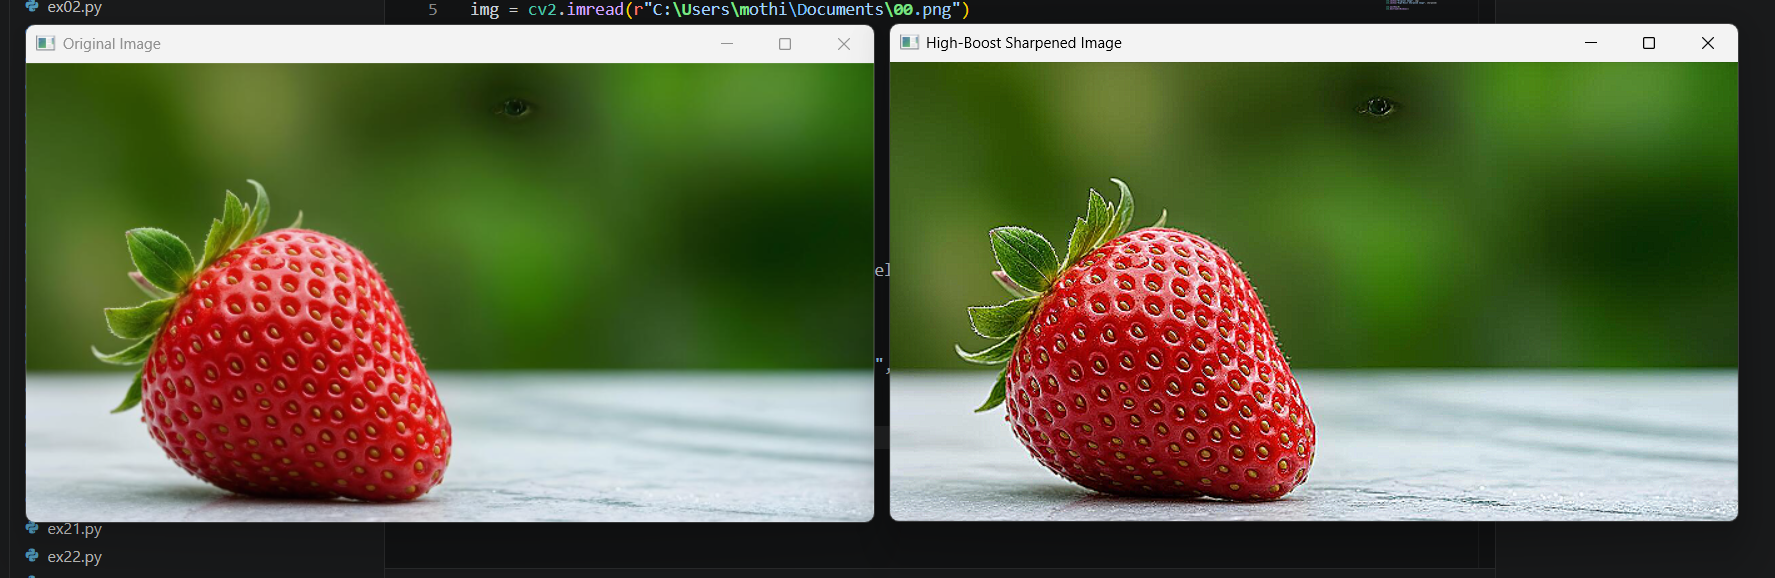 ex02.py
5 img = cv2.imread(r"C:\Users\mothi\Documents\00.png")
Original Image
High-Boost Sharpened Image
el
",
ex21.py
ex22.py